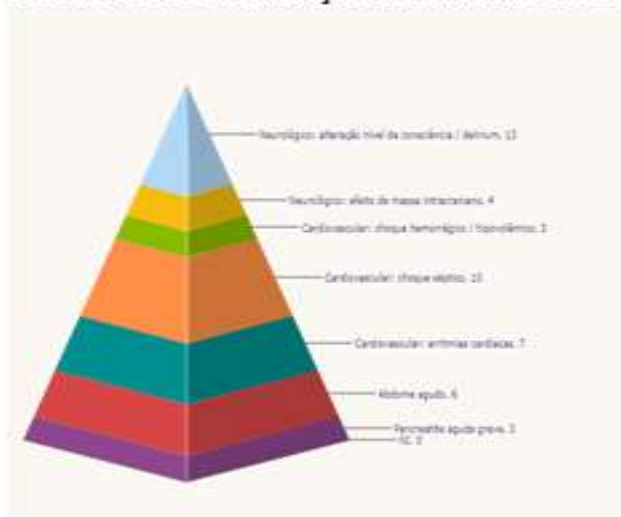 Neurológico: alteração nível de consciência / delirium, 13
Neurológico: efeito de massa intracraniano, 4
Cardiovascular: choque hemorrágico / hipovolêmico, 3
Cardiovascular: choque séptico, 10
Cardiovascular: arritmias cardíacas, 7
Abdome agudo, 6
Pancreatite aguda grave, 3